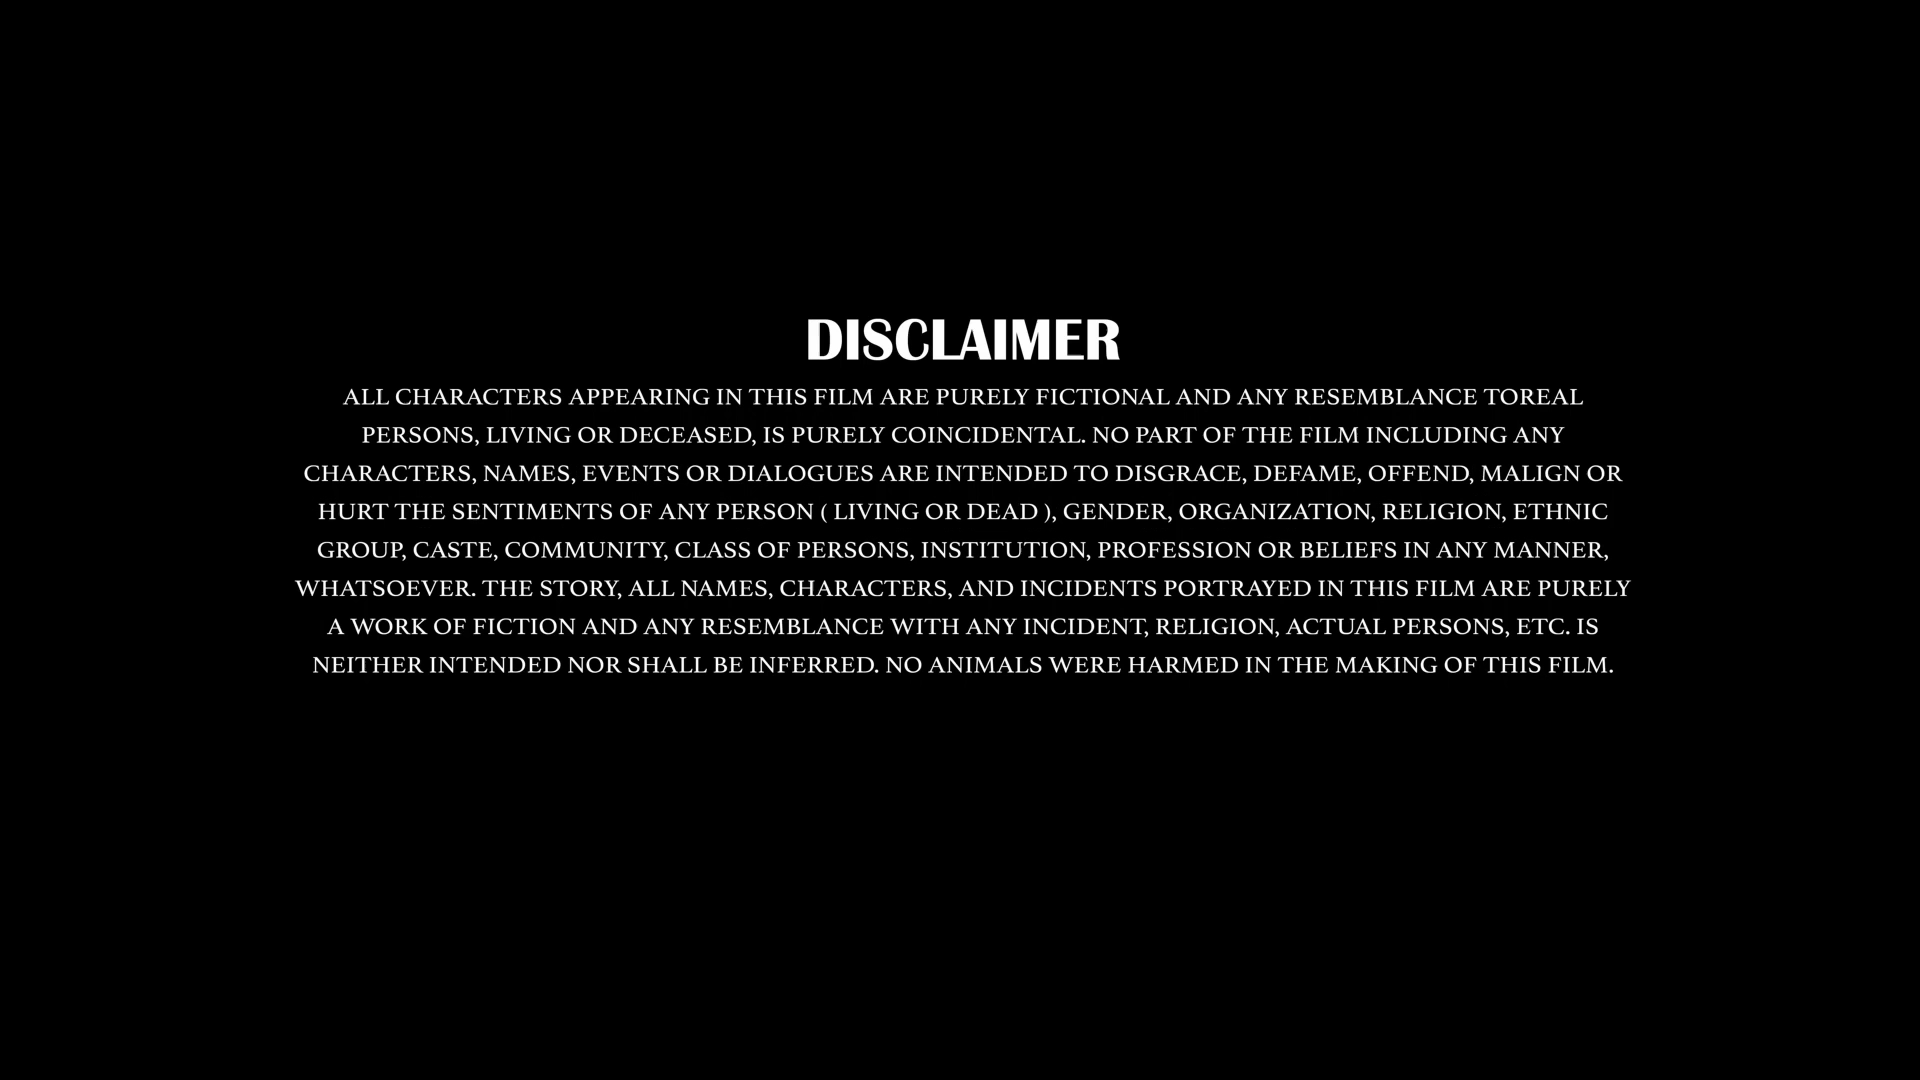 DISCLAIMER
ALL CHARACTERS APPEARING IN THIS FILM ARE PURELY FICTIONAL AND ANY RESEMBLANCE TOREAL
PERSONS, LIVING OR DECEASED, IS PURELY COINCIDENTAL. NO PART OF THE FILM INCLUDING ANY
CHARACTERS, NAMES, EVENTS OR DIALOGUES ARE INTENDED TO DISGRACE, DEFAME, OFFEND, MALIGN OR
HURT THE SENTIMENTS OF ANY PERSON ( LIVING OR DEAD ), GENDER, ORGANIZATION, RELIGION, ETHNIC
GROUP, CASTE, COMMUNITY, CLASS OF PERSONS, INSTITUTION, PROFESSION OR BELIEFS IN ANY MANNER,
WHATSOEVER. THE STORY, ALL NAMES, CHARACTERS, AND INCIDENTS PORTRAYED IN THIS FILM ARE PURELY
A WORK OF FICTION AND ANY RESEMBLANCE WITH ANY INCIDENT, RELIGION, ACTUAL PERSONS, ETC. IS
NEITHER INTENDED NOR SHALL BE INFERRED. NO ANIMALS WERE HARMED IN THE MAKING OF THIS FILM.